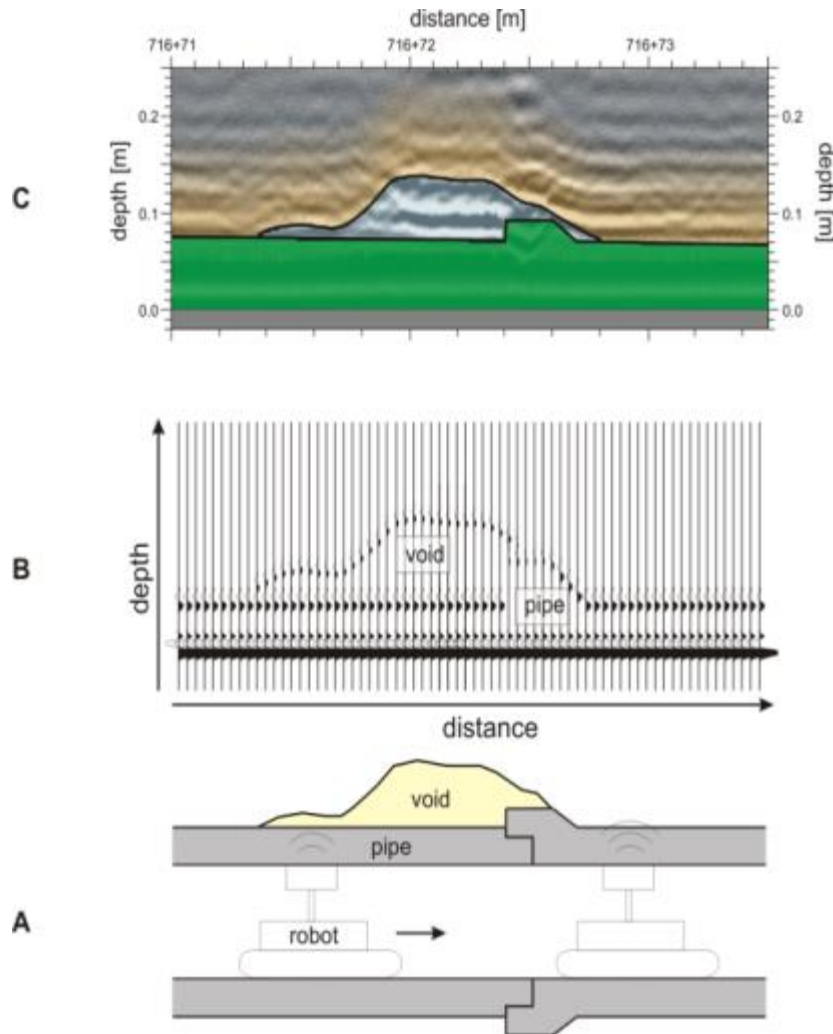 distance [m]
716+71 716+72 716+73
C
depth [m]
0.2
0.1
0.0
0.2
0.1
0.0
depth [m]
B
depth
void
pipe
distance
A
void
pipe
robot